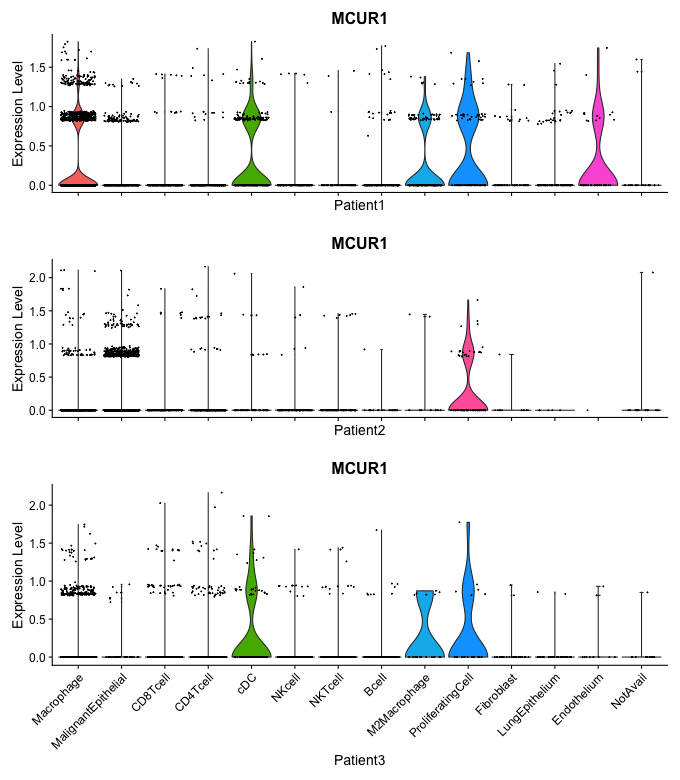 MCUR1
Expression Level
1.5
1.0
0.5
0.0
Patient1
MCUR1
Expression Level
2.0
1.5
1.0
0.5
0.0
Patient2
MCUR1
Expression Level
2.0
1.5
1.0
0.5
0.0
Macrophage
MalignantEpithelial
CD8Tcell
CD4Tcell
cDC
NKcell
NKTcell
Bcell
M2Macrophage
ProliferatingCell
Fibroblast
LungEpithelium
Endothelium
NotAvail
Patient3